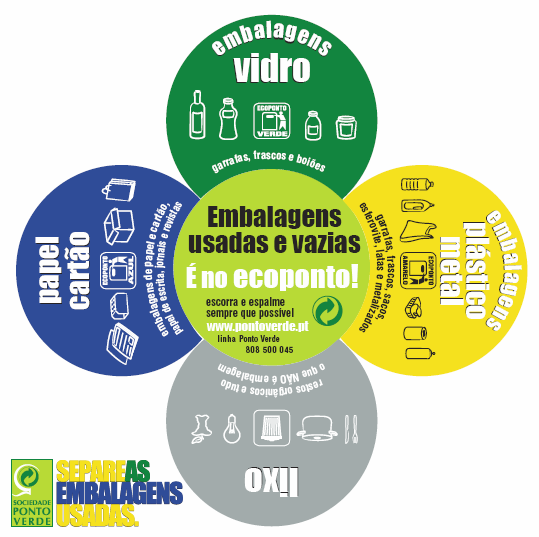 embalagens
vidro
ECOPONTO
VERDE
garrafas, frascos e boiões
papel
cartão
ECOPONTO
AZUL
embalagens de papel e cartão,
papel de escrita, jornais e revistas
Embalagens
usadas e vazias
É no ecoponto!
escorra e espalme
sempre que possível
www.pontoverde.pt
linha Ponto Verde
808 500 045
embalagens
plástico
metal
ECOPONTO
AMARELO
garrafas, frascos, sacos,
esferovite, latas e metalizados
restos orgânicos e tudo
o que NÃO é embalagem
lixo
SOCIEDADE
PONTO
VERDE
SEPARE AS
EMBALAGENS
USADAS.